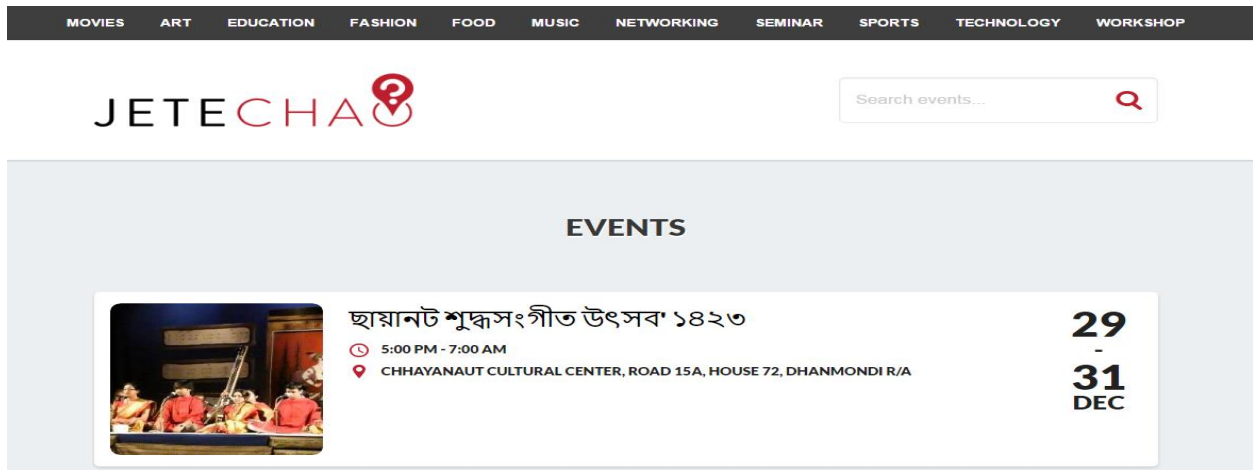 MOVIES ART EDUCATION FASHION FOOD MUSIC NETWORKING SEMINAR SPORTS TECHNOLOGY WORKSHOP
JETECHAO
Search events...
EVENTS
ছায়ানট শুদ্ধসংগীত উৎসব' ১৪২৩
5:00 PM - 7:00 AM
CHHAYANAUT CULTURAL CENTER, ROAD 15A, HOUSE 72, DHANMONDI R/A
29
-
31
DEC